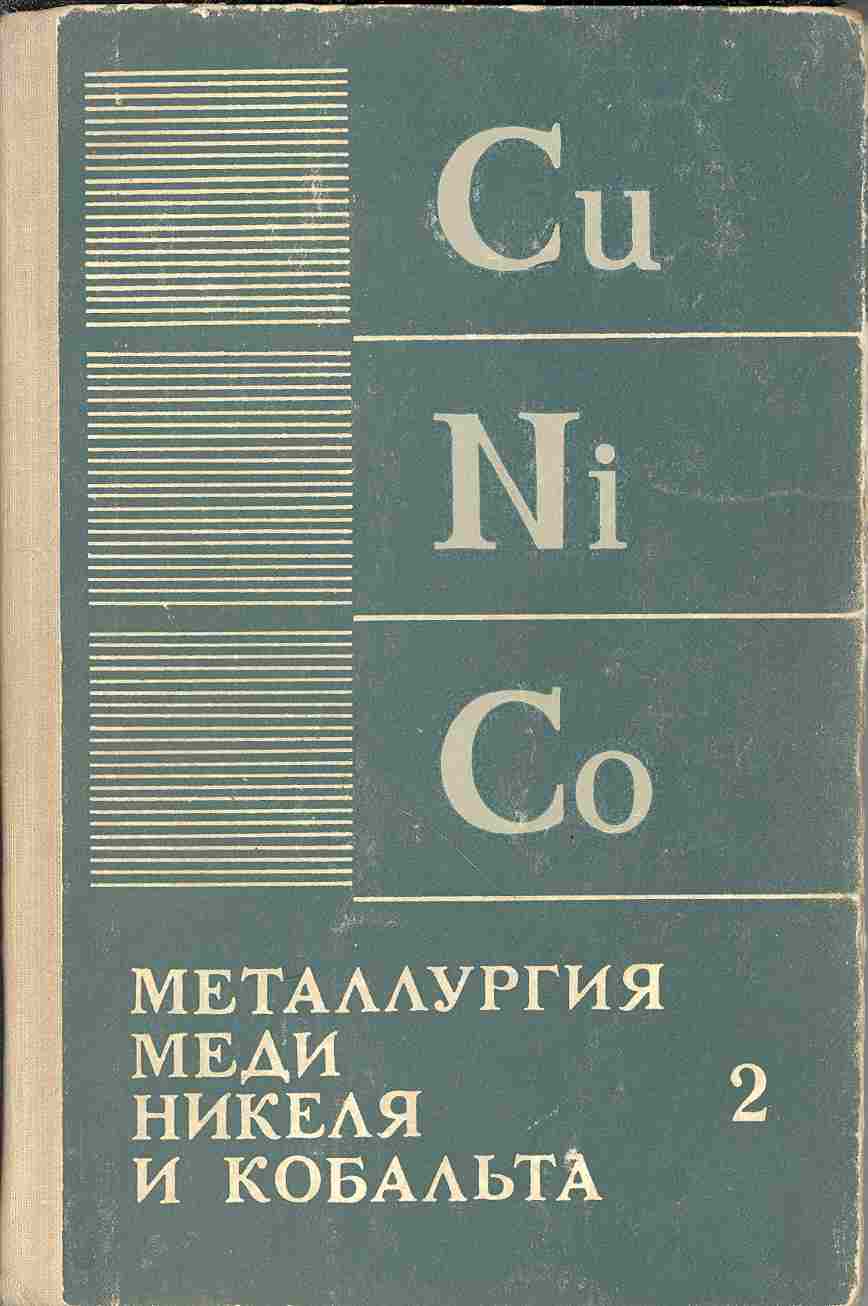 Cu
Ni
Co
МЕТАЛЛУРГИЯ
МЕДИ
НИКЕЛЯ
И КОБАЛЬТА
2